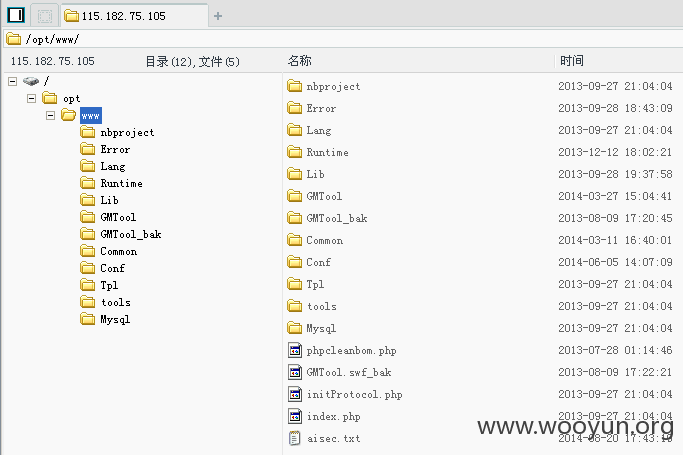 115.182.75.105
/opt/www/
115.182.75.105 目录(12),文件(5) 名称 时间
/
opt
www
nbproject
Error
Lang
Runtime
Lib
GMTool
GMTool_bak
Common
Conf
Tpl
tools
Mysql
nbproject 2013-09-27 21:04:04
Error 2013-09-28 18:43:09
Lang 2013-09-27 21:04:04
Runtime 2013-12-12 18:02:21
Lib 2013-09-28 19:37:58
GMTool 2014-03-27 15:04:41
GMTool_bak 2013-08-09 17:20:45
Common 2014-03-11 16:40:01
Conf 2014-06-05 14:07:09
Tpl 2013-09-27 21:04:04
tools 2013-09-27 21:04:04
Mysql 2013-09-27 21:04:04
phpcleanbom.php 2013-07-28 01:14:46
GMTool.swf_bak 2013-08-09 17:22:21
initProtocol.php 2013-09-27 21:04:04
index.php 2013-09-27 21:04:04
aisec.txt 2014-08-20 17:43:10
www.wooyun.org